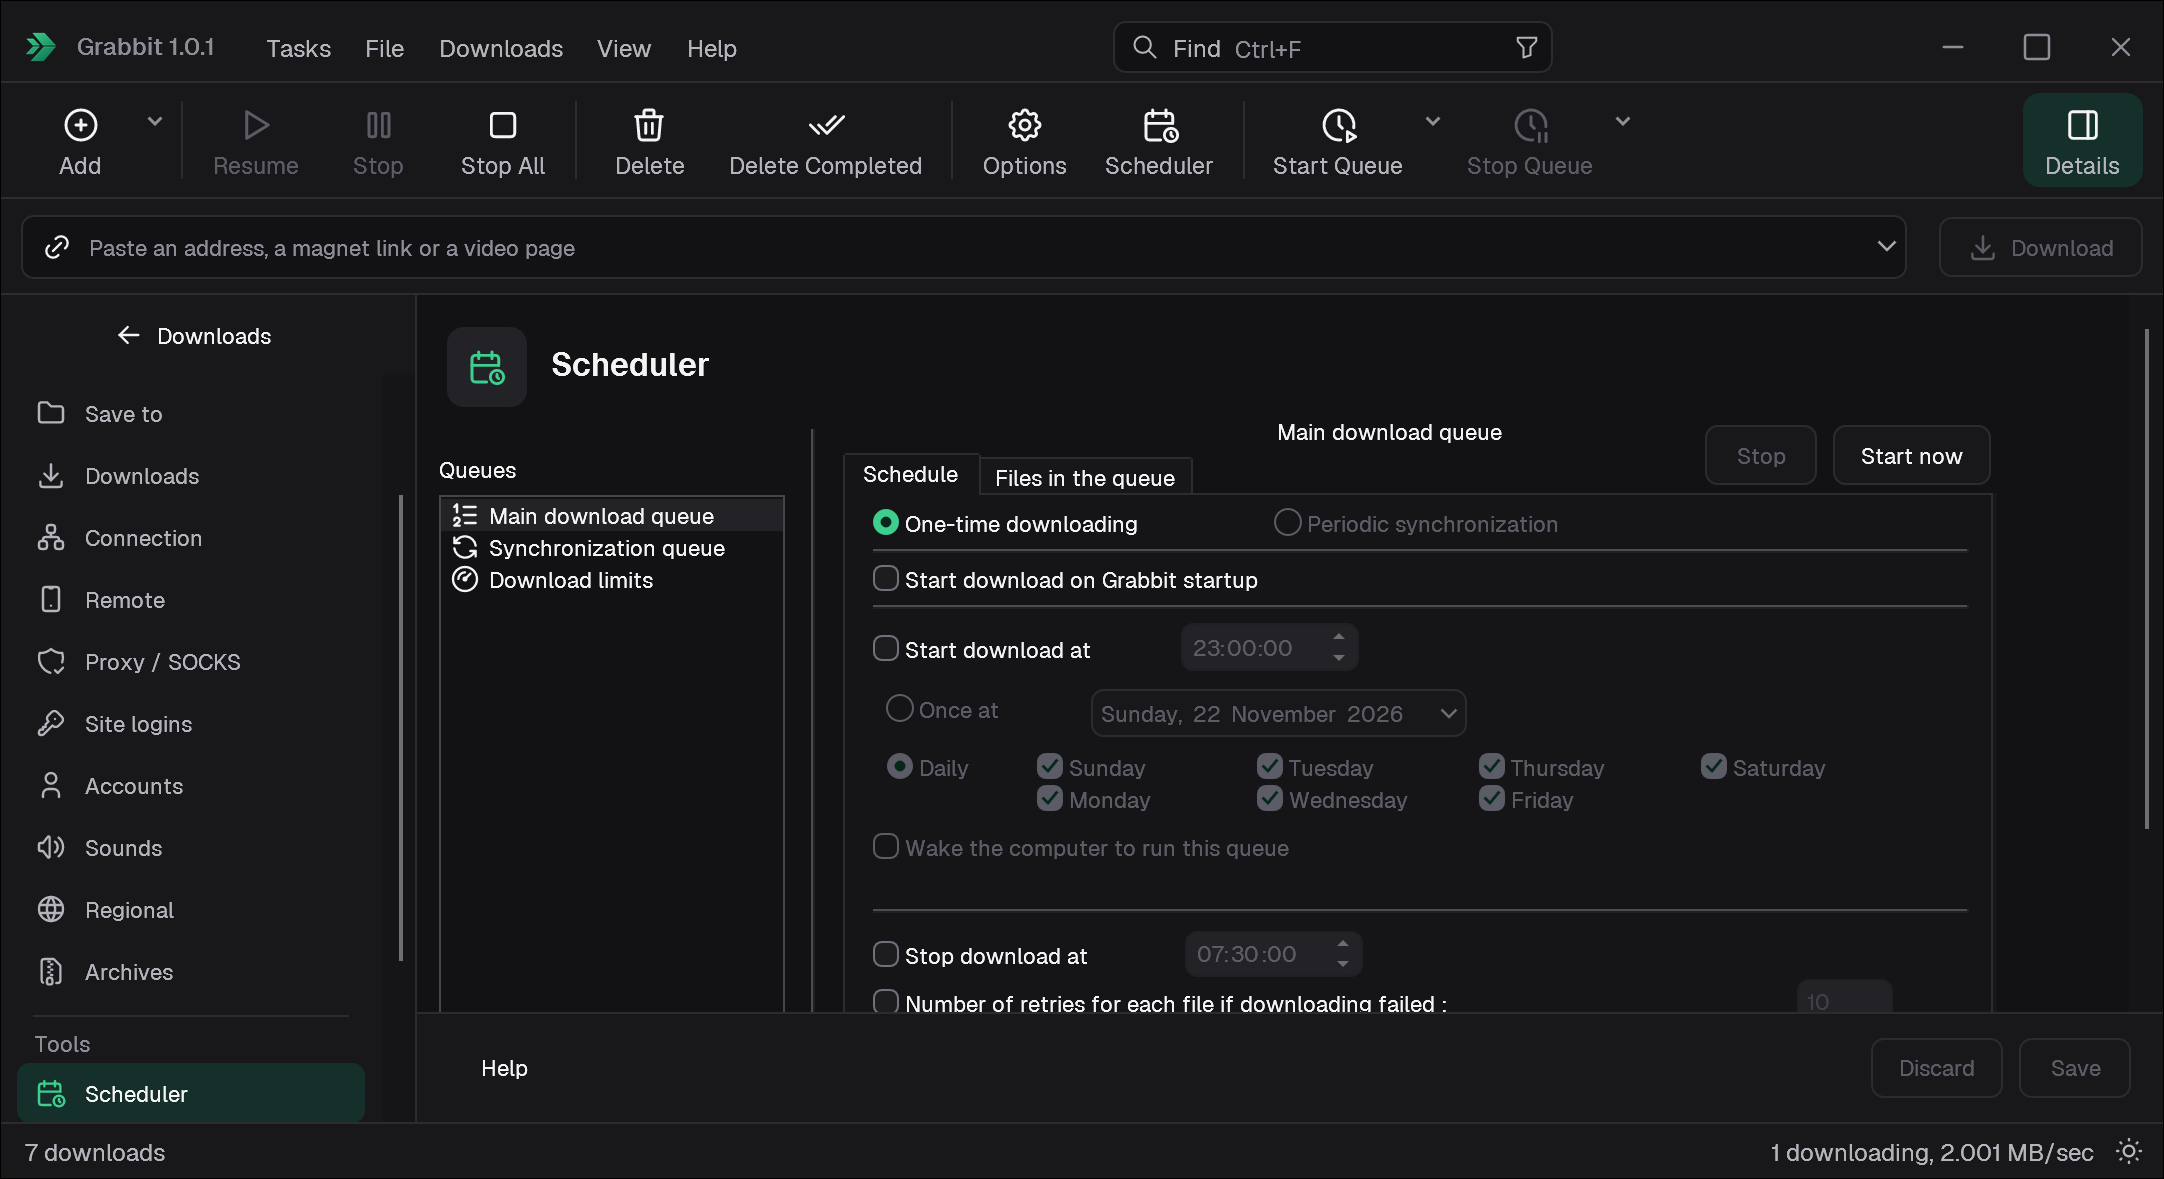 Grabbit 1.0.1 Tasks File Downloads View Help Find Ctrl+F
Add Resume Stop Stop All Delete Delete Completed Options Scheduler Start Queue Stop Queue Details
Paste an address, a magnet link or a video page Download
Downloads
Save to
Downloads
Connection
Remote
Proxy / SOCKS
Site logins
Accounts
Sounds
Regional
Archives
Tools
Scheduler
Scheduler
Queues
Main download queue
Synchronization queue
Download limits
Main download queue
Stop Start now
Schedule Files in the queue
One-time downloading Periodic synchronization
Start download on Grabbit startup
Start download at 23:00:00
Once at Sunday, 22 November 2026
Daily Sunday Tuesday Thursday Saturday
Monday Wednesday Friday
Wake the computer to run this queue
Stop download at 07:30:00
Number of retries for each file if downloading failed : 10
Help Discard Save
7 downloads 1 downloading, 2.001 MB/sec